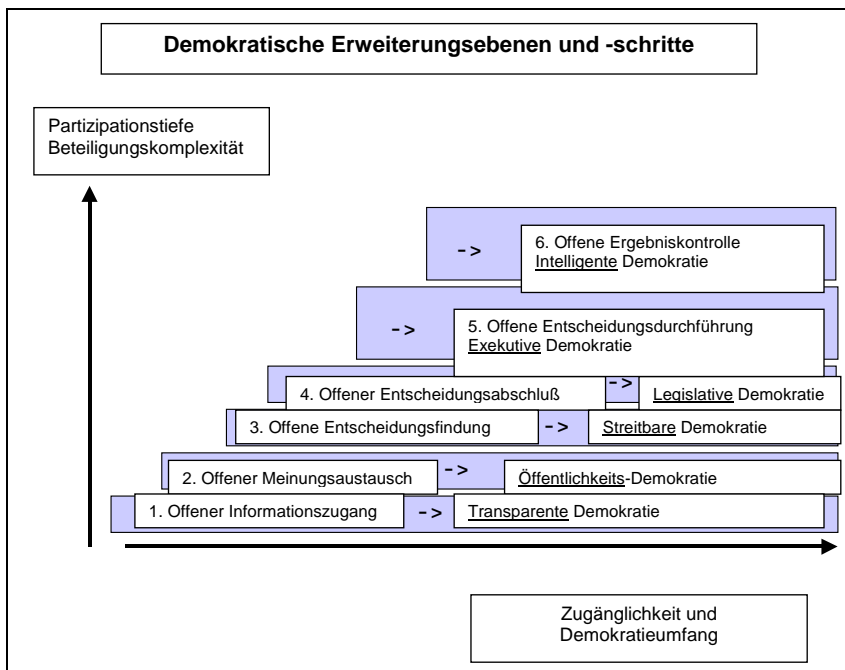 Demokratische Erweiterungsebenen und -schritte
Partizipationstiefe
Beteiligungskomplexität
->
6. Offene Ergebniskontrolle
Intelligente Demokratie
->
5. Offene Entscheidungsdurchführung
Exekutive Demokratie
4. Offener Entscheidungsabschluß -> Legislative Demokratie
3. Offene Entscheidungsfindung -> Streitbare Demokratie
2. Offener Meinungsaustausch -> Öffentlichkeits-Demokratie
1. Offener Informationszugang -> Transparente Demokratie
Zugänglichkeit und
Demokratieumfang